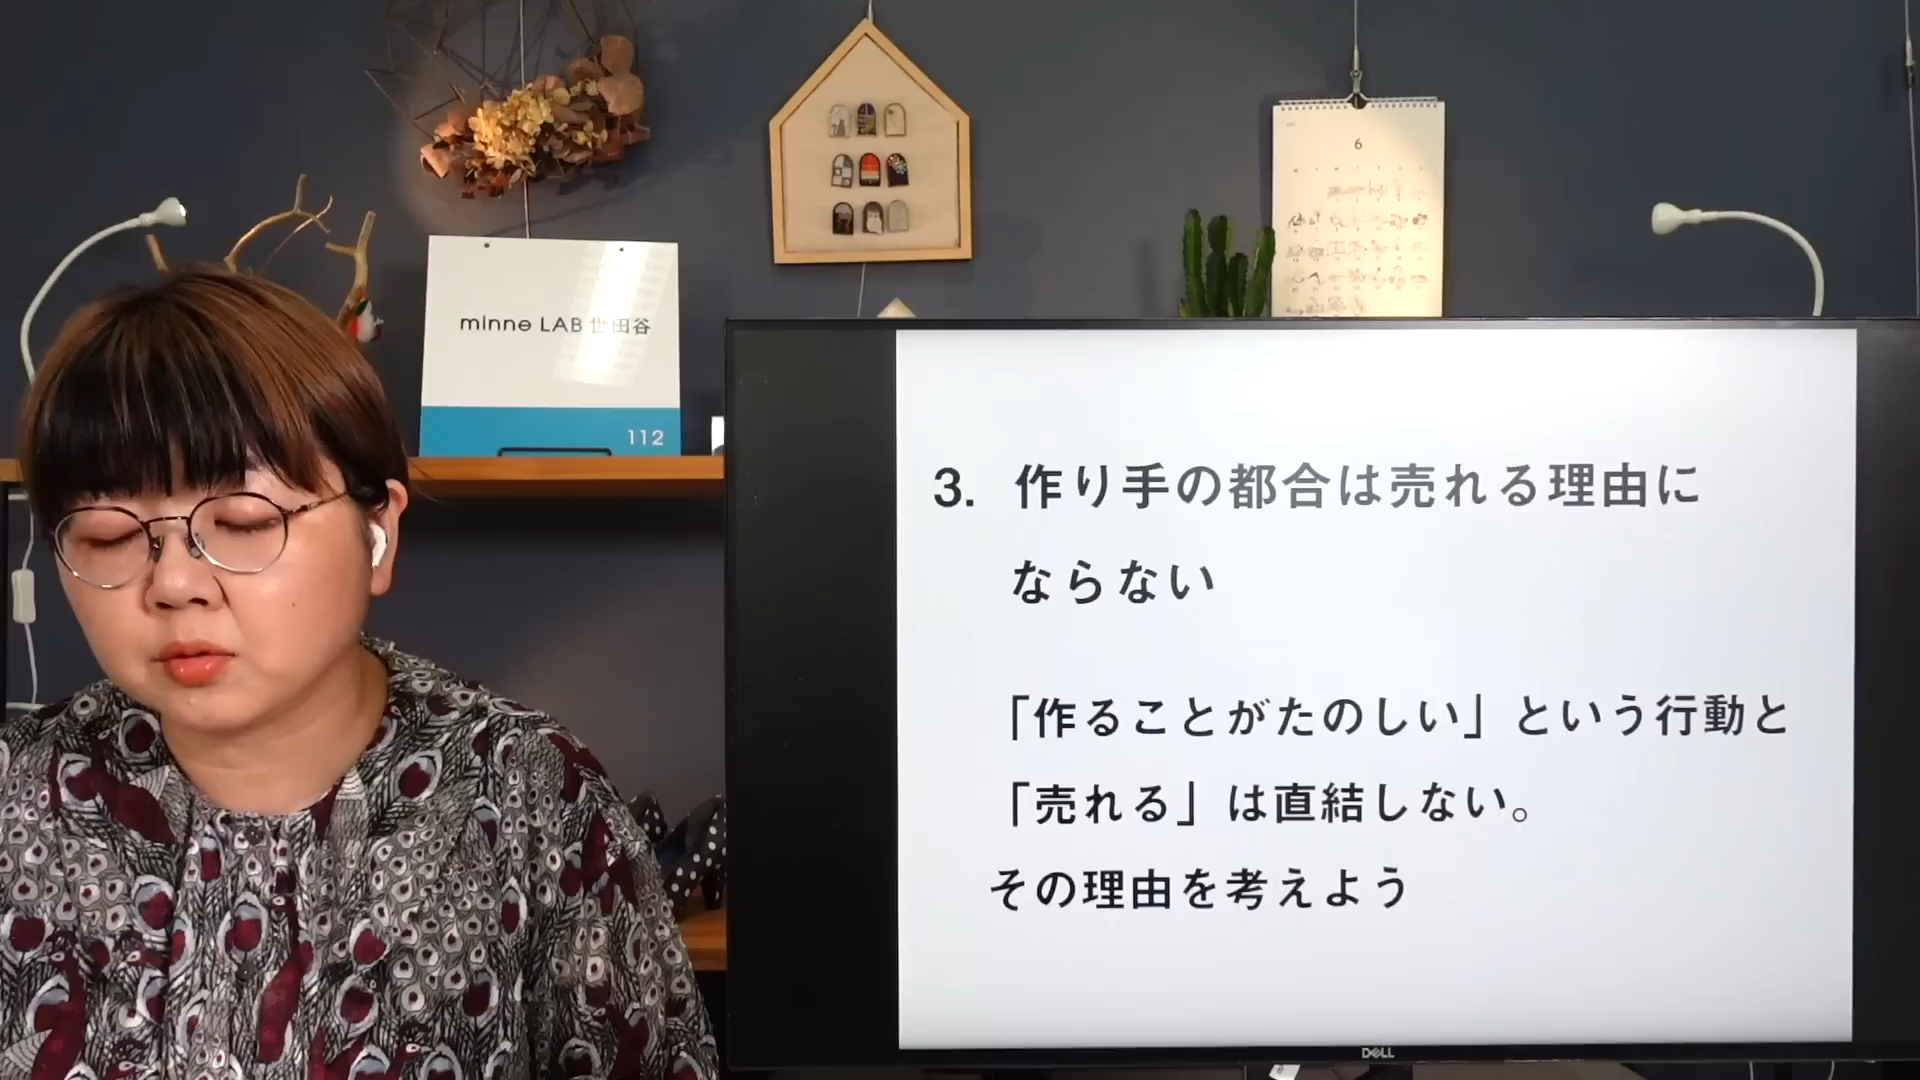 minne LAB 世田谷
112
6
3. 作り手の都合は売れる理由に
ならない
「作ることがたのしい」という行動と
「売れる」は直結しない。
その理由を考えよう
DELL